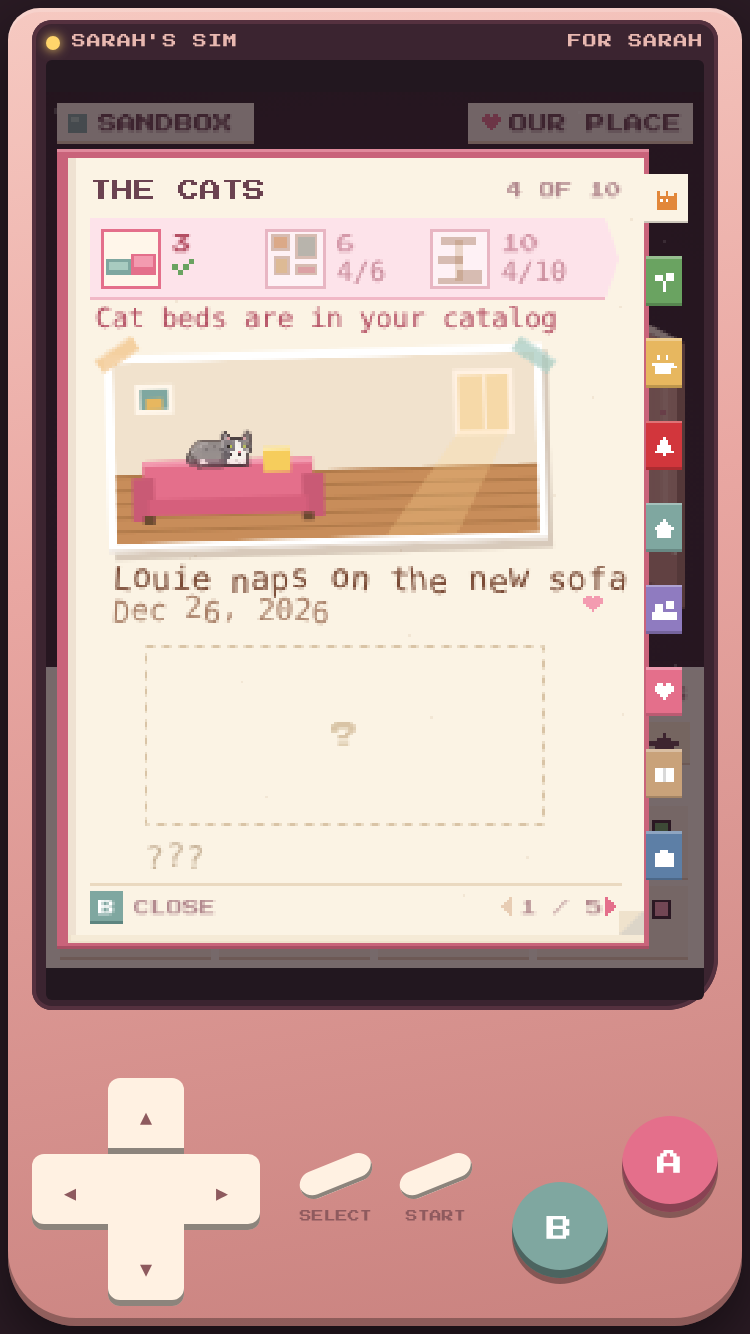 SARAH'S SIM
FOR SARAH
SANDBOX
OUR PLACE
THE CATS
4 OF 10
3
6
4/6
10
4/10
Cat beds are in your catalog
Louie naps on the new sofa
Dec 26, 2026
?
???
B CLOSE
1 / 5
A
B
SELECT
START